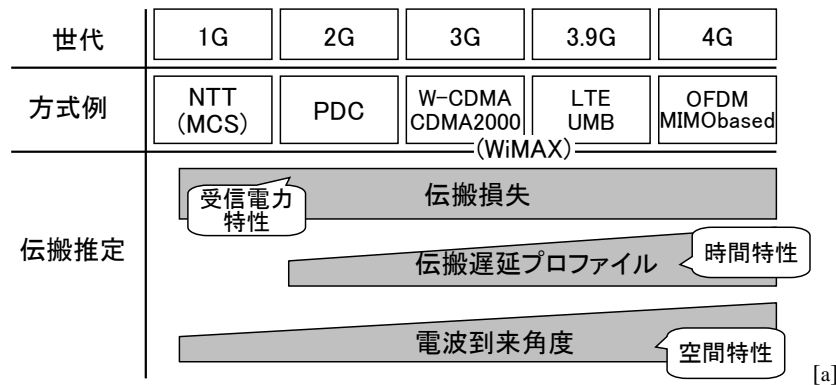 世代 1G 2G 3G 3.9G 4G
方式例 NTT (MCS) PDC W-CDMA CDMA2000 LTE UMB OFDM MIMObased
(WiMAX)
伝搬推定
受信電力
特性
伝搬損失
伝搬遅延プロファイル
時間特性
電波到来角度
空間特性
[a]